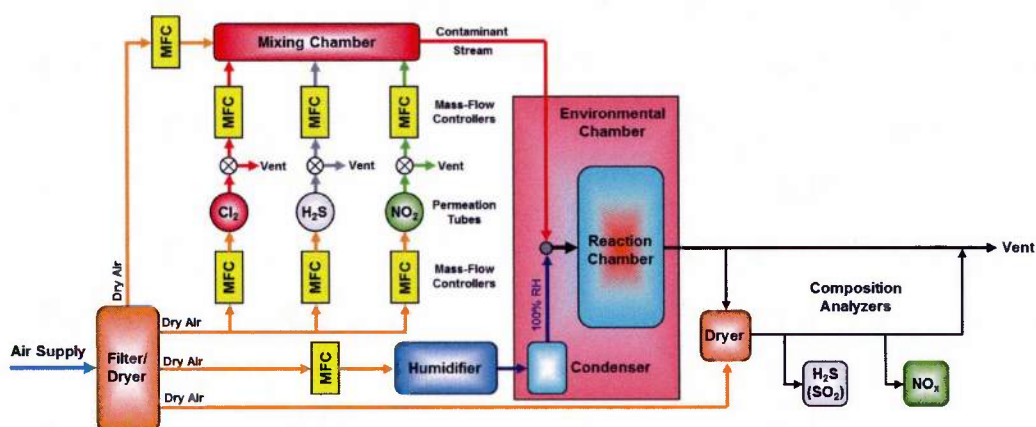 MFC
Mixing Chamber
Contaminant
Stream
MFC
MFC
MFC
Mass-Flow
Controllers
Environmental
Chamber
Vent
Vent
Vent
Cl₂
H₂S
NO₂
Permeation
Tubes
Reaction
Chamber
Vent
Dry Air
MFC
MFC
MFC
Mass-Flow
Controllers
100% RH
Composition
Analyzers
Dry Air
Dryer
Air Supply
Filter/
Dryer
Dry Air
MFC
Humidifier
Condenser
H₂S
(SO₂)
NOₓ
Dry Air